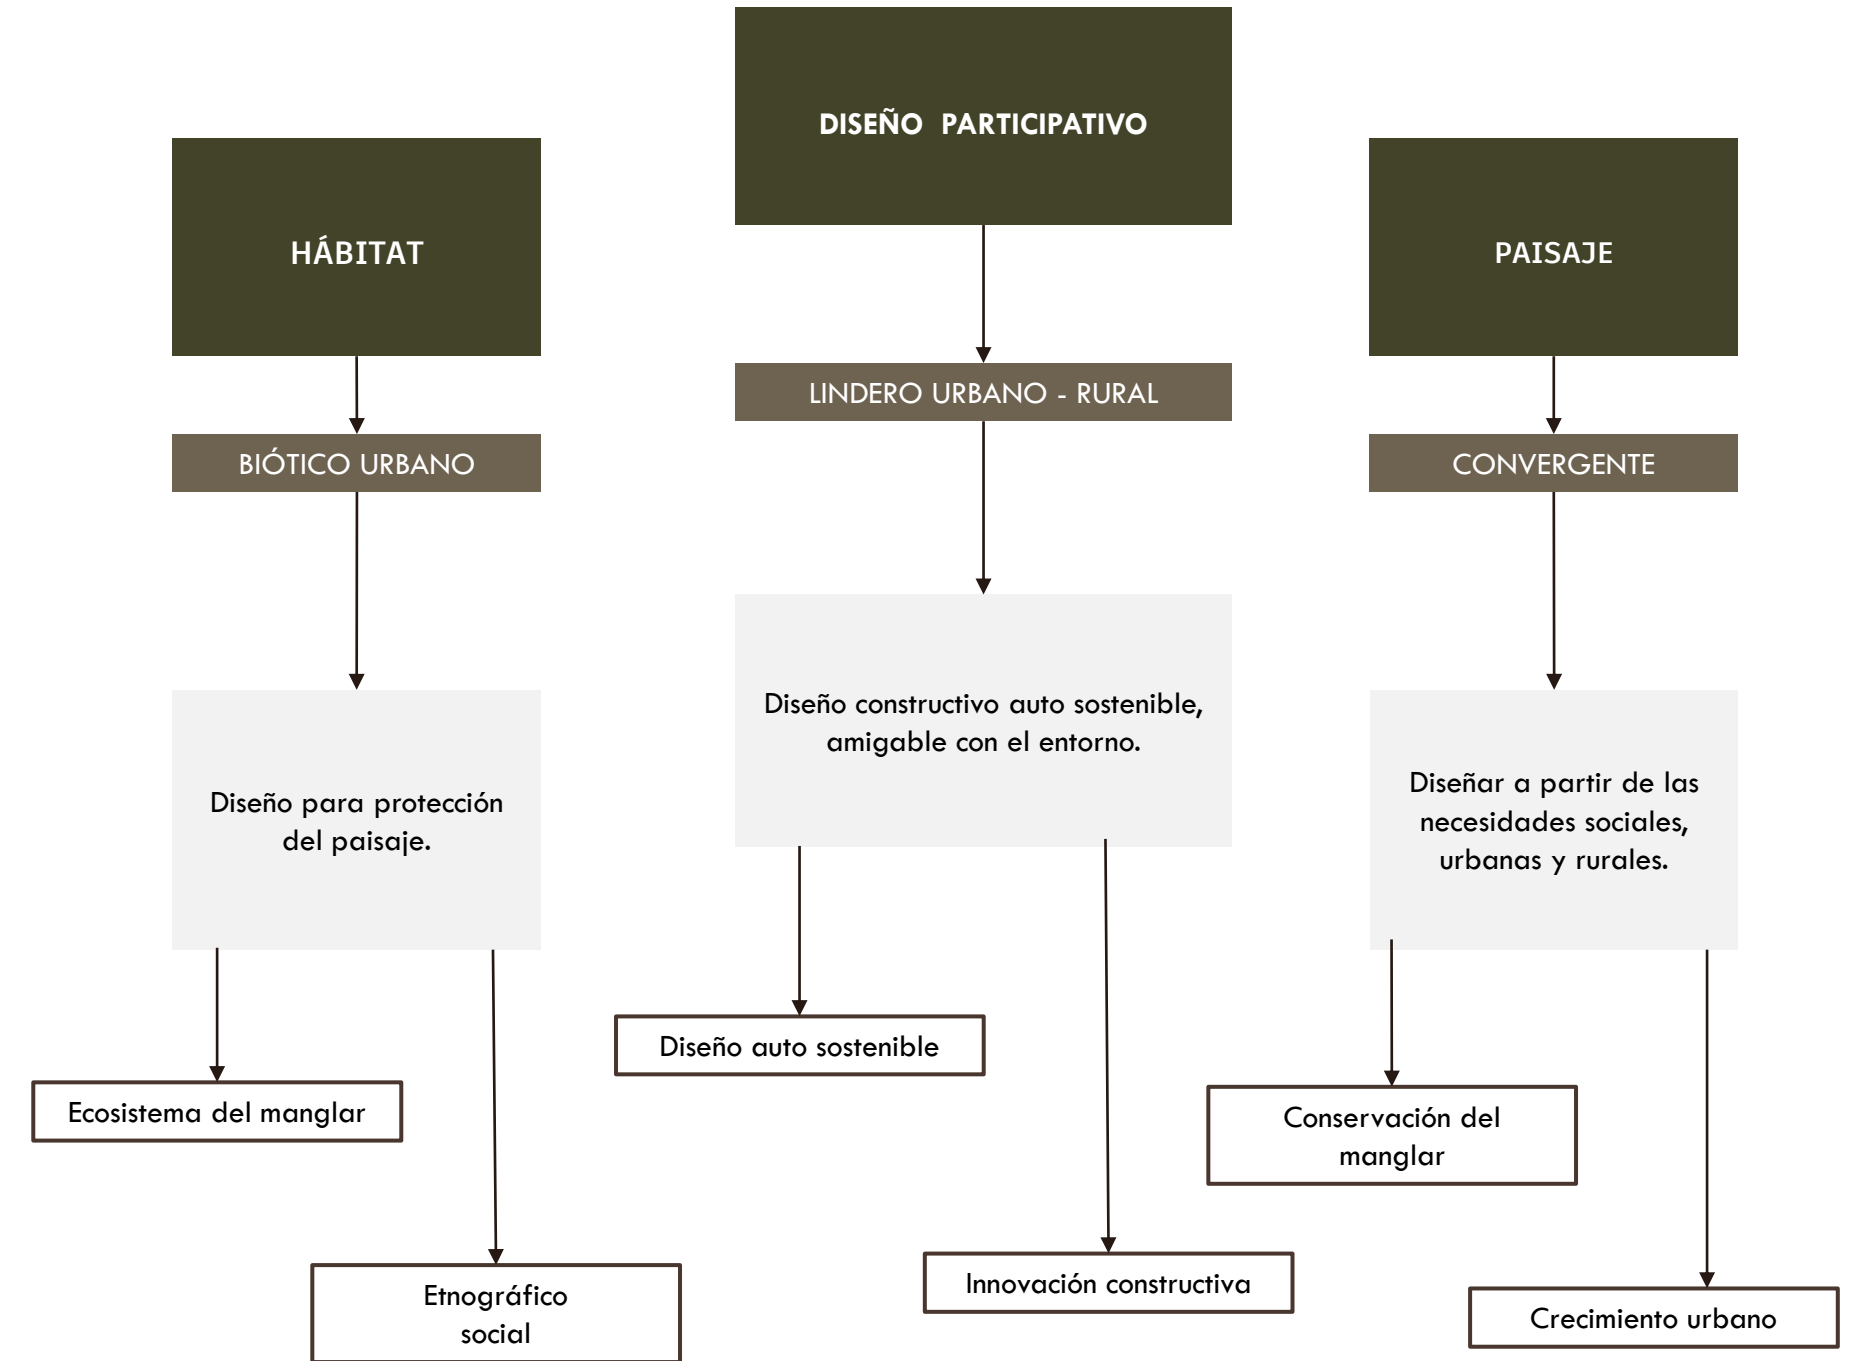 DISEÑO PARTICIPATIVO
HÁBITAT
PAISAJE
LINDERO URBANO - RURAL
BIÓTICO URBANO
CONVERGENTE
Diseño constructivo auto sostenible,
amigable con el entorno.
Diseño para protección
del paisaje.
Diseñar a partir de las
necesidades sociales,
urbanas y rurales.
Diseño auto sostenible
Ecosistema del manglar
Conservación del
manglar
Innovación constructiva
Etnográfico
social
Crecimiento urbano